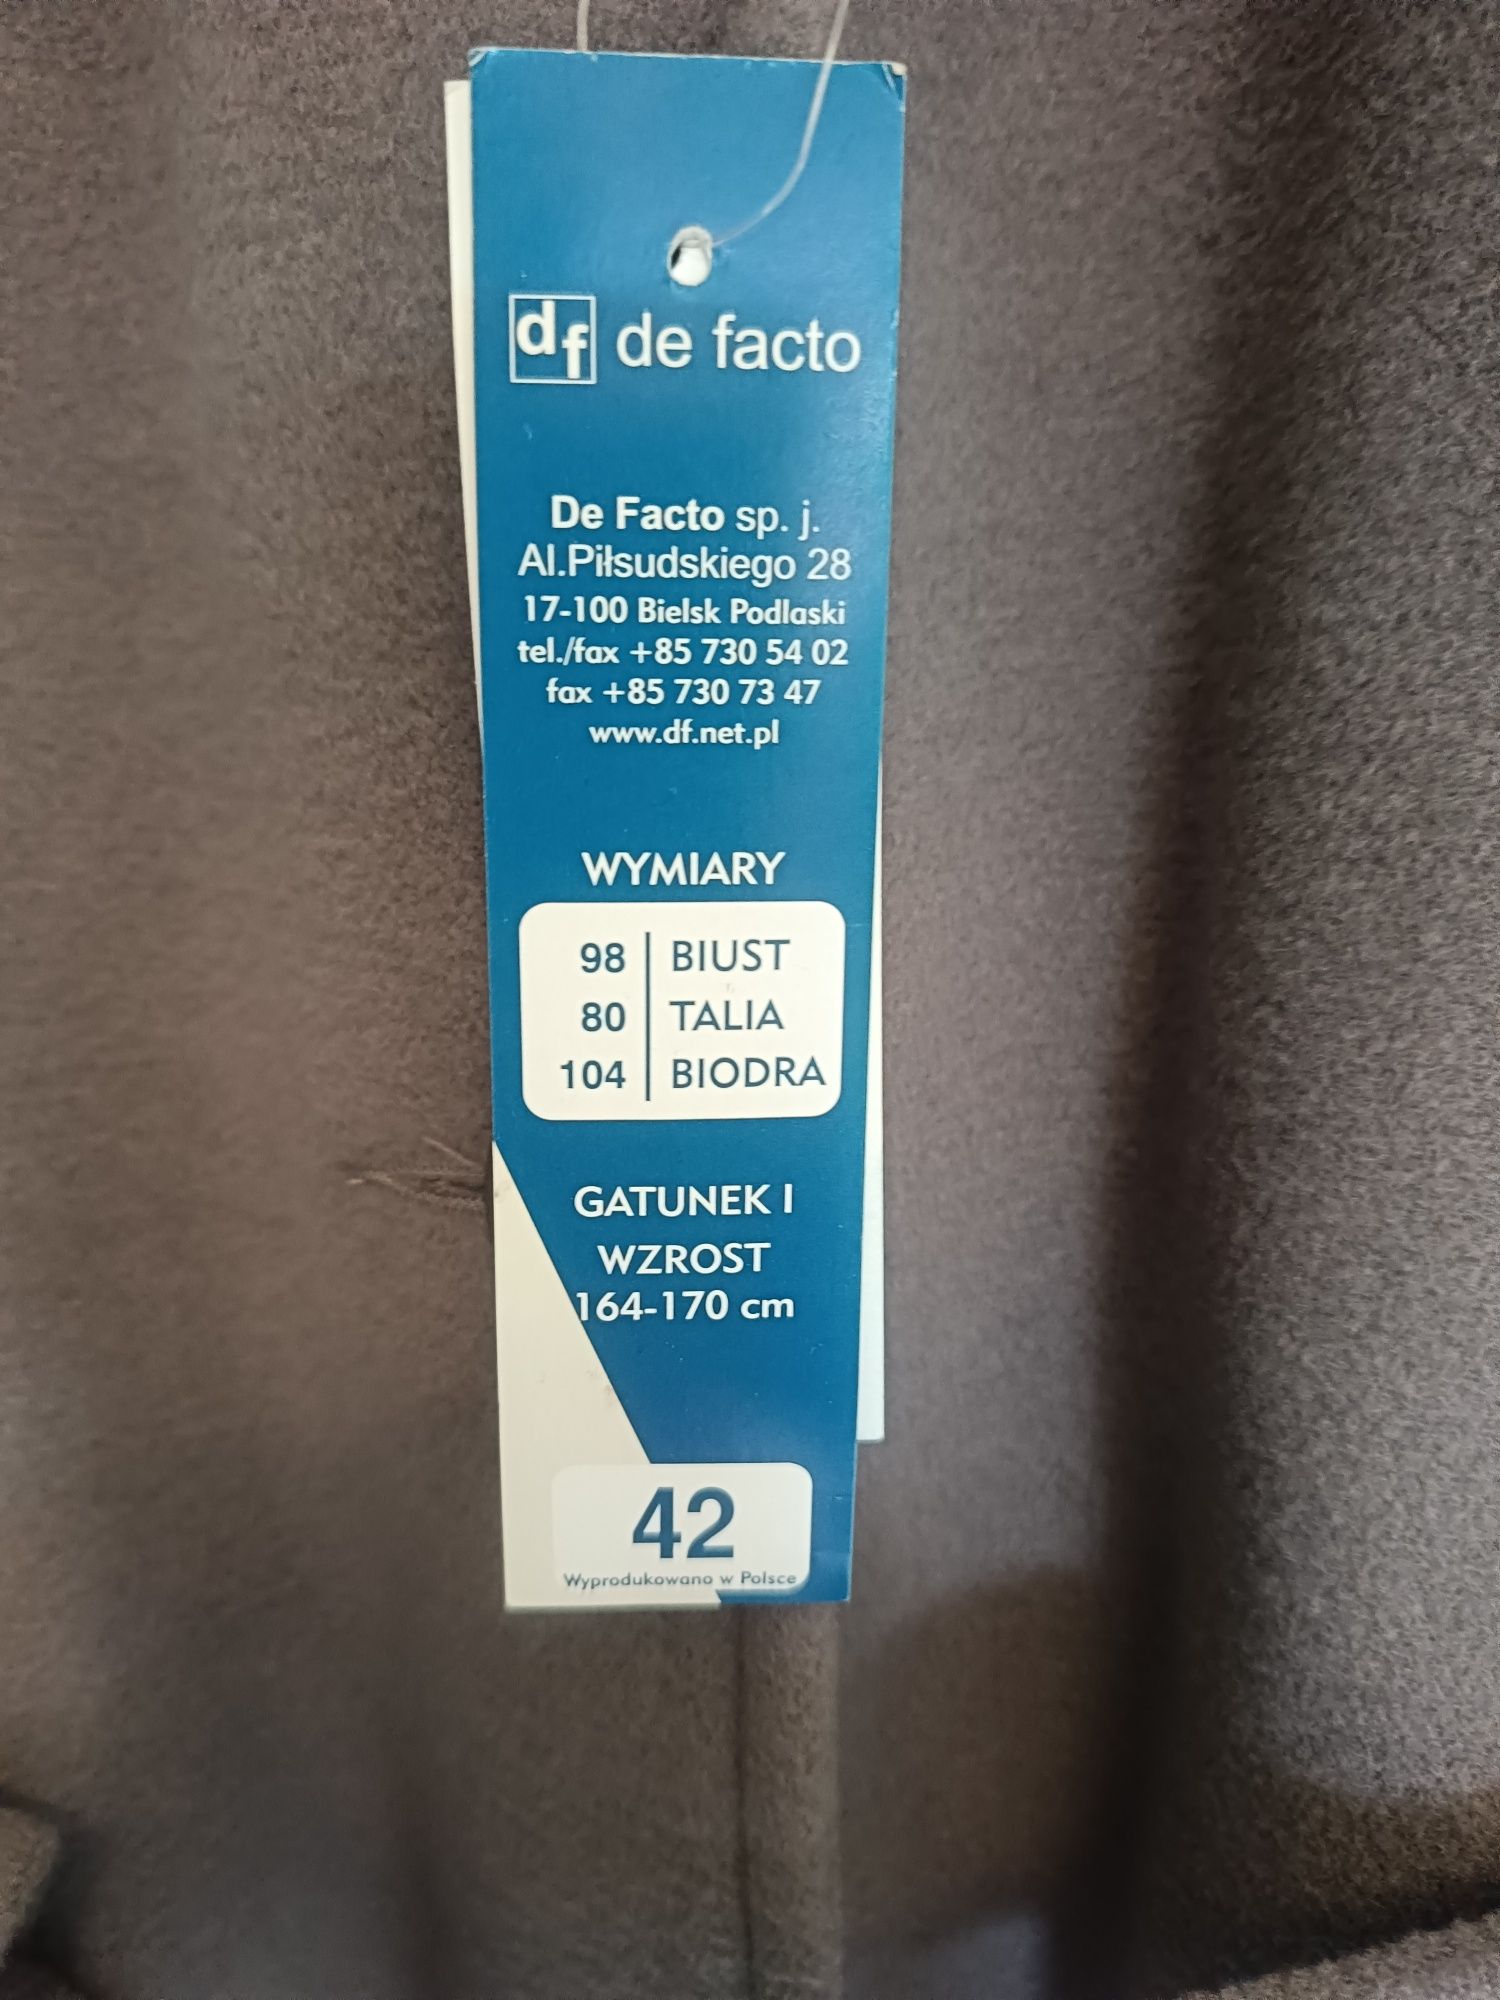 df de facto
De Facto sp. j.
Al.Piłsudskiego 28
17-100 Bielsk Podlaski
tel./fax +85 730 54 02
fax +85 730 73 47
www.df.net.pl
WYMIARY
98 BIUST
80 TALIA
104 BIODRA
GATUNEK I
WZROST
164-170 cm
42
Wyprodukowano w Polsce